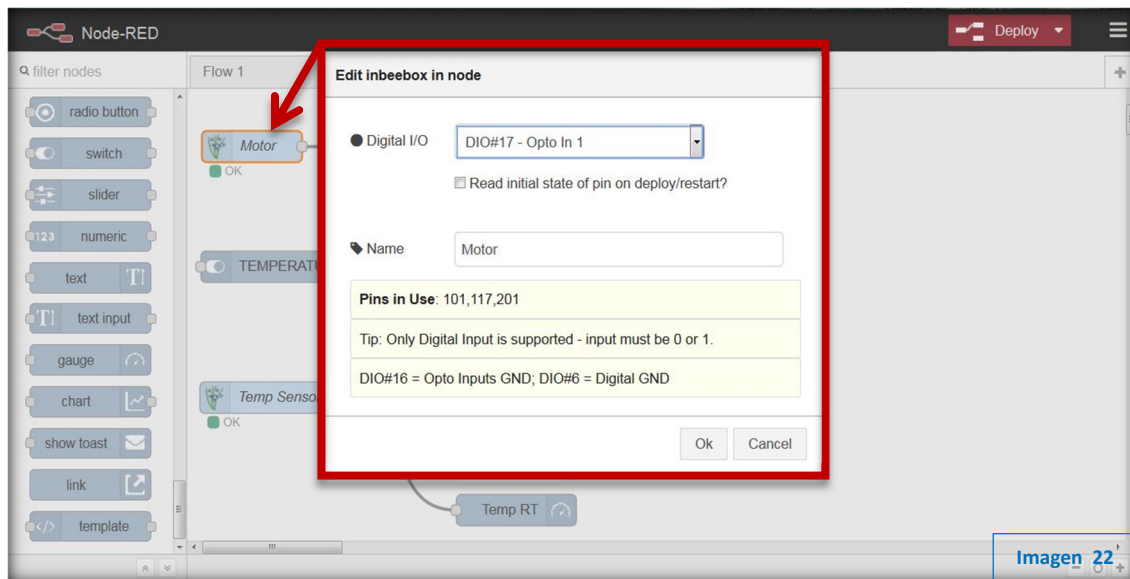 Node-RED
Deploy
filter nodes
Flow 1
radio button
switch
slider
123 numeric
text
text input
gauge
chart
show toast
link
template
Motor
OK
TEMPERATU
Temp Senso
OK
Temp RT
Edit inbeebox in node
Digital I/O
DIO#17 - Opto In 1
Read initial state of pin on deploy/restart?
Name
Motor
Pins in Use: 101,117,201
Tip: Only Digital Input is supported - input must be 0 or 1.
DIO#16 = Opto Inputs GND; DIO#6 = Digital GND
Ok Cancel
Imagen 22